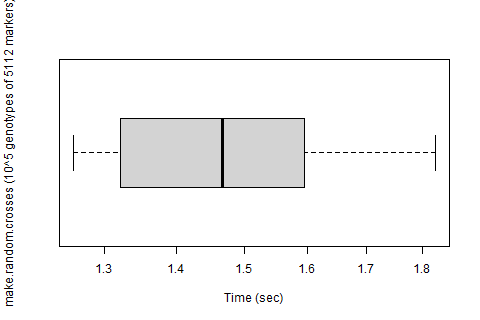 make.random.crosses (10^5 genotypes of 5112 markers)
1.3 1.4 1.5 1.6 1.7 1.8
Time (sec)